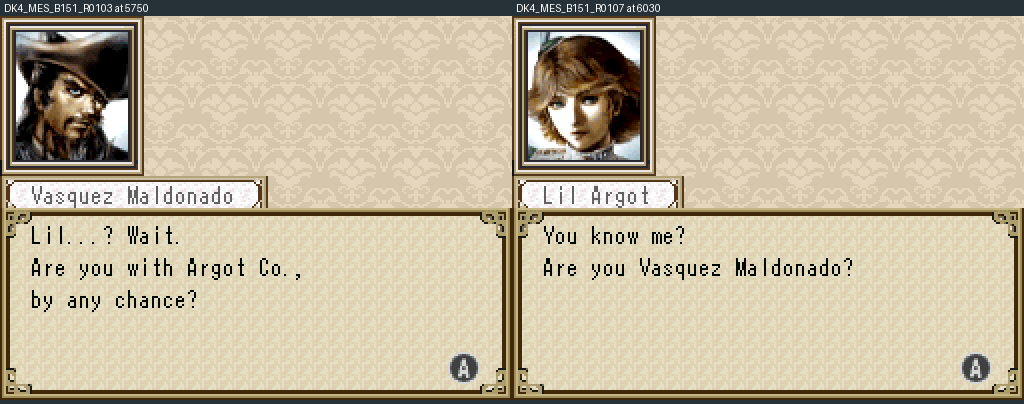 DK4_MES_B151_R0103 at 5750
Vasquez Maldonado
Lil...? Wait.
Are you with Argot Co.,
by any chance?
A
DK4_MES_B151_R0107 at 6030
Lil Argot
You know me?
Are you Vasquez Maldonado?
A